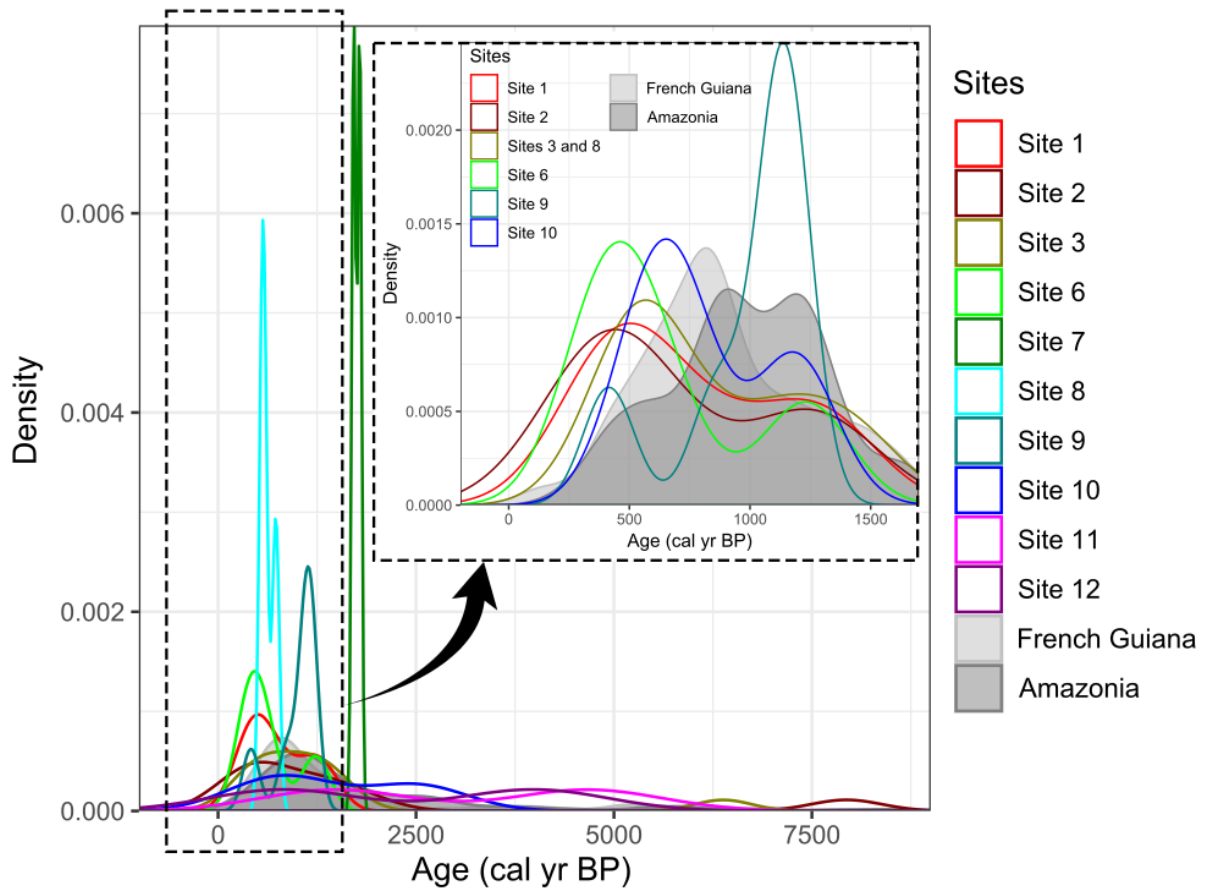 Sites
Site 1
Site 2
Sites 3 and 8
Site 6
Site 9
Site 10
French Guiana
Amazonia
0.0020
0.0015
0.0010
0.0005
0.0000
Density
0
500
1000
1500
Age (cal yr BP)
0.006
0.004
0.002
0.000
Density
0
2500
5000
7500
Age (cal yr BP)
Sites
Site 1
Site 2
Site 3
Site 6
Site 7
Site 8
Site 9
Site 10
Site 11
Site 12
French Guiana
Amazonia